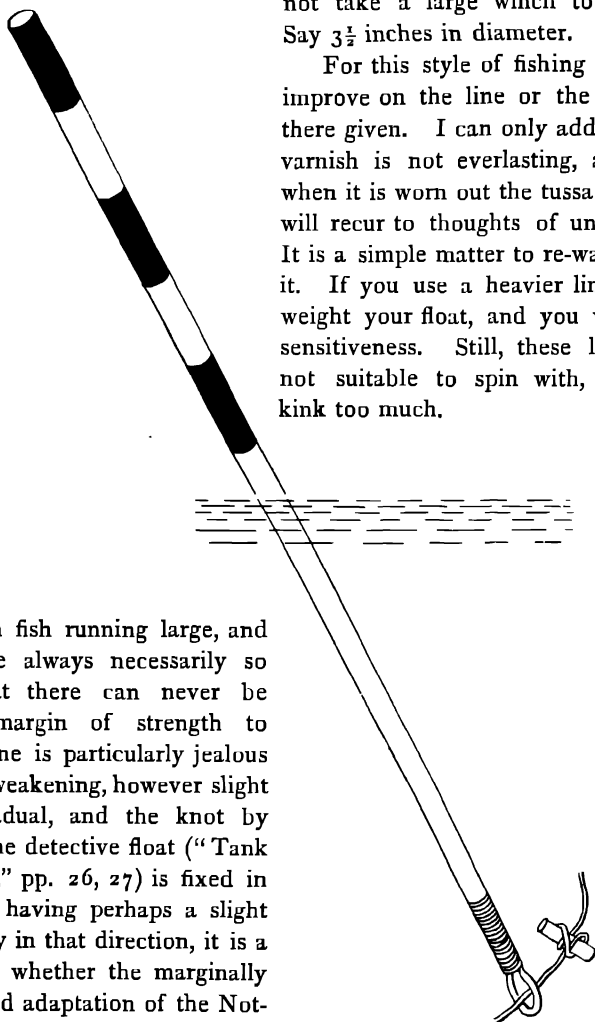 not take a large which to
Say 3½ inches in diameter.
For this style of fishing
improve on the line or the
there given. I can only add
varnish is not everlasting, a
when it is worn out the tussa
will recur to thoughts of un
It is a simple matter to re-wa
it. If you use a heavier lin
weight your float, and you
sensitiveness. Still, these l
not suitable to spin with,
kink too much.
fish running large, and
e always necessarily so
t there can never be
margin of strength to
ne is particularly jealous
weakening, however slight
dual, and the knot by
ne detective float (“Tank
” pp. 26, 27) is fixed in
having perhaps a slight
y in that direction, it is a
whether the marginally
d adaptation of the Not-